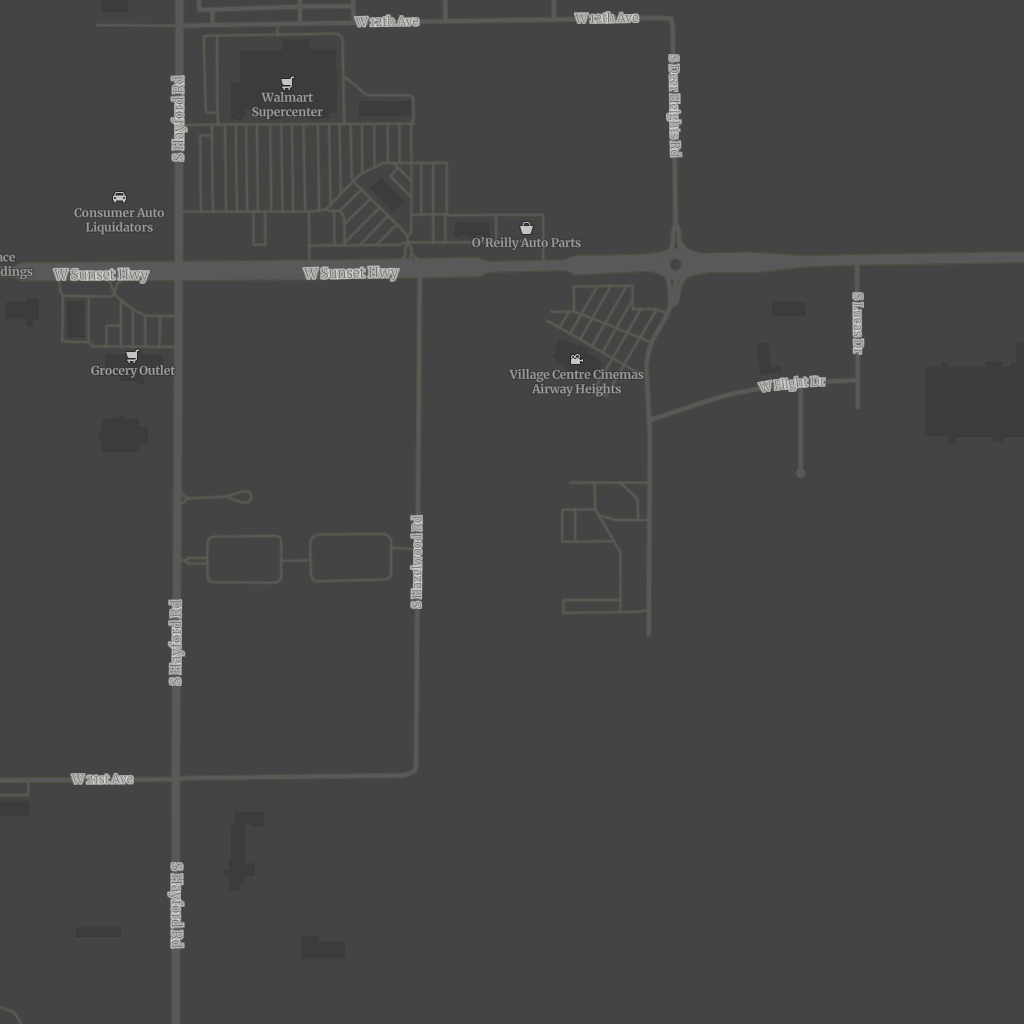 W 12th Ave
W 12th Ave
S Hayford Rd
S Deer Heights Rd
Walmart
Supercenter
Consumer Auto
Liquidators
O'Reilly Auto Parts
dings
W Sunset Hwy
W Sunset Hwy
S Lucas Dr
Grocery Outlet
Village Centre Cinemas
Airway Heights
W Flight Dr
S Hazelwood Rd
S Hayford Rd
W 21st Ave
S Hayford Rd